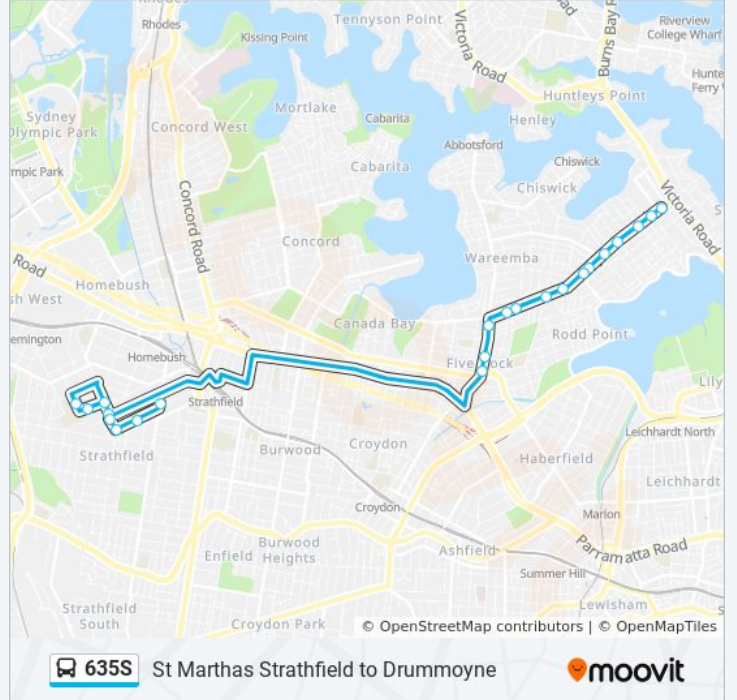 Rhodes
Rhodes
Kissing Point
Tennyson Point
Victoria Road
Burns Bay R
Riverview
College Wharf
Hunte
Ferry
Huntleys Point
Henley
Mortlake
Cabarita
Sydney
Olympic Park
Concord West
Abbotsford
Chiswick
Cabarita
Chiswick
mpic Park
Concord Road
Victoria Road
S
Concord
Wareemba
Road
Homebush
sh West
Canada Bay
Rodd Point
emington
Homebush
Five Dock
Lily
Strathfield
Leichhardt North
Strathfield
Burwood
Croydon
Haberfield
Leichhardt
Croydon
Marion
Parramatta Road
Burwood
Heights
Enfield
Ashfield
Summer Hill
Strathfield
South
Croydon Park
Lewisham
S
© OpenStreetMap contributors | © OpenMapTiles
635S St Marthas Strathfield to Drummoyne
moovit